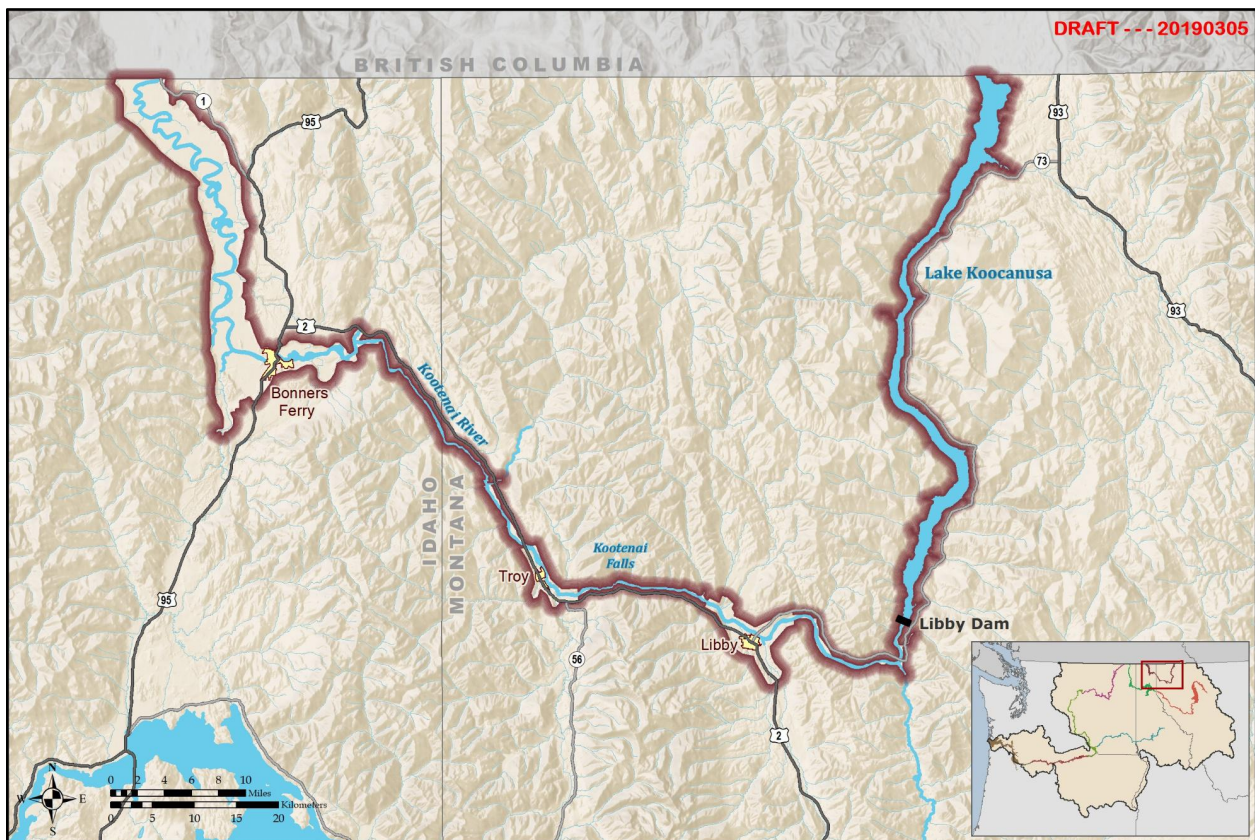 DRAFT - - - 20190305
BRITISH COLUMBIA
1
95
93
73
Lake Koocanusa
93
2
Bonners
Ferry
Kootenai River
IDAHO
MONTANA
Kootenai
Falls
Troy
95
Libby Dam
Libby
56
2
N
W E
S
0 2 4 6 8 10
Miles
Kilometers
0 5 10 15 20